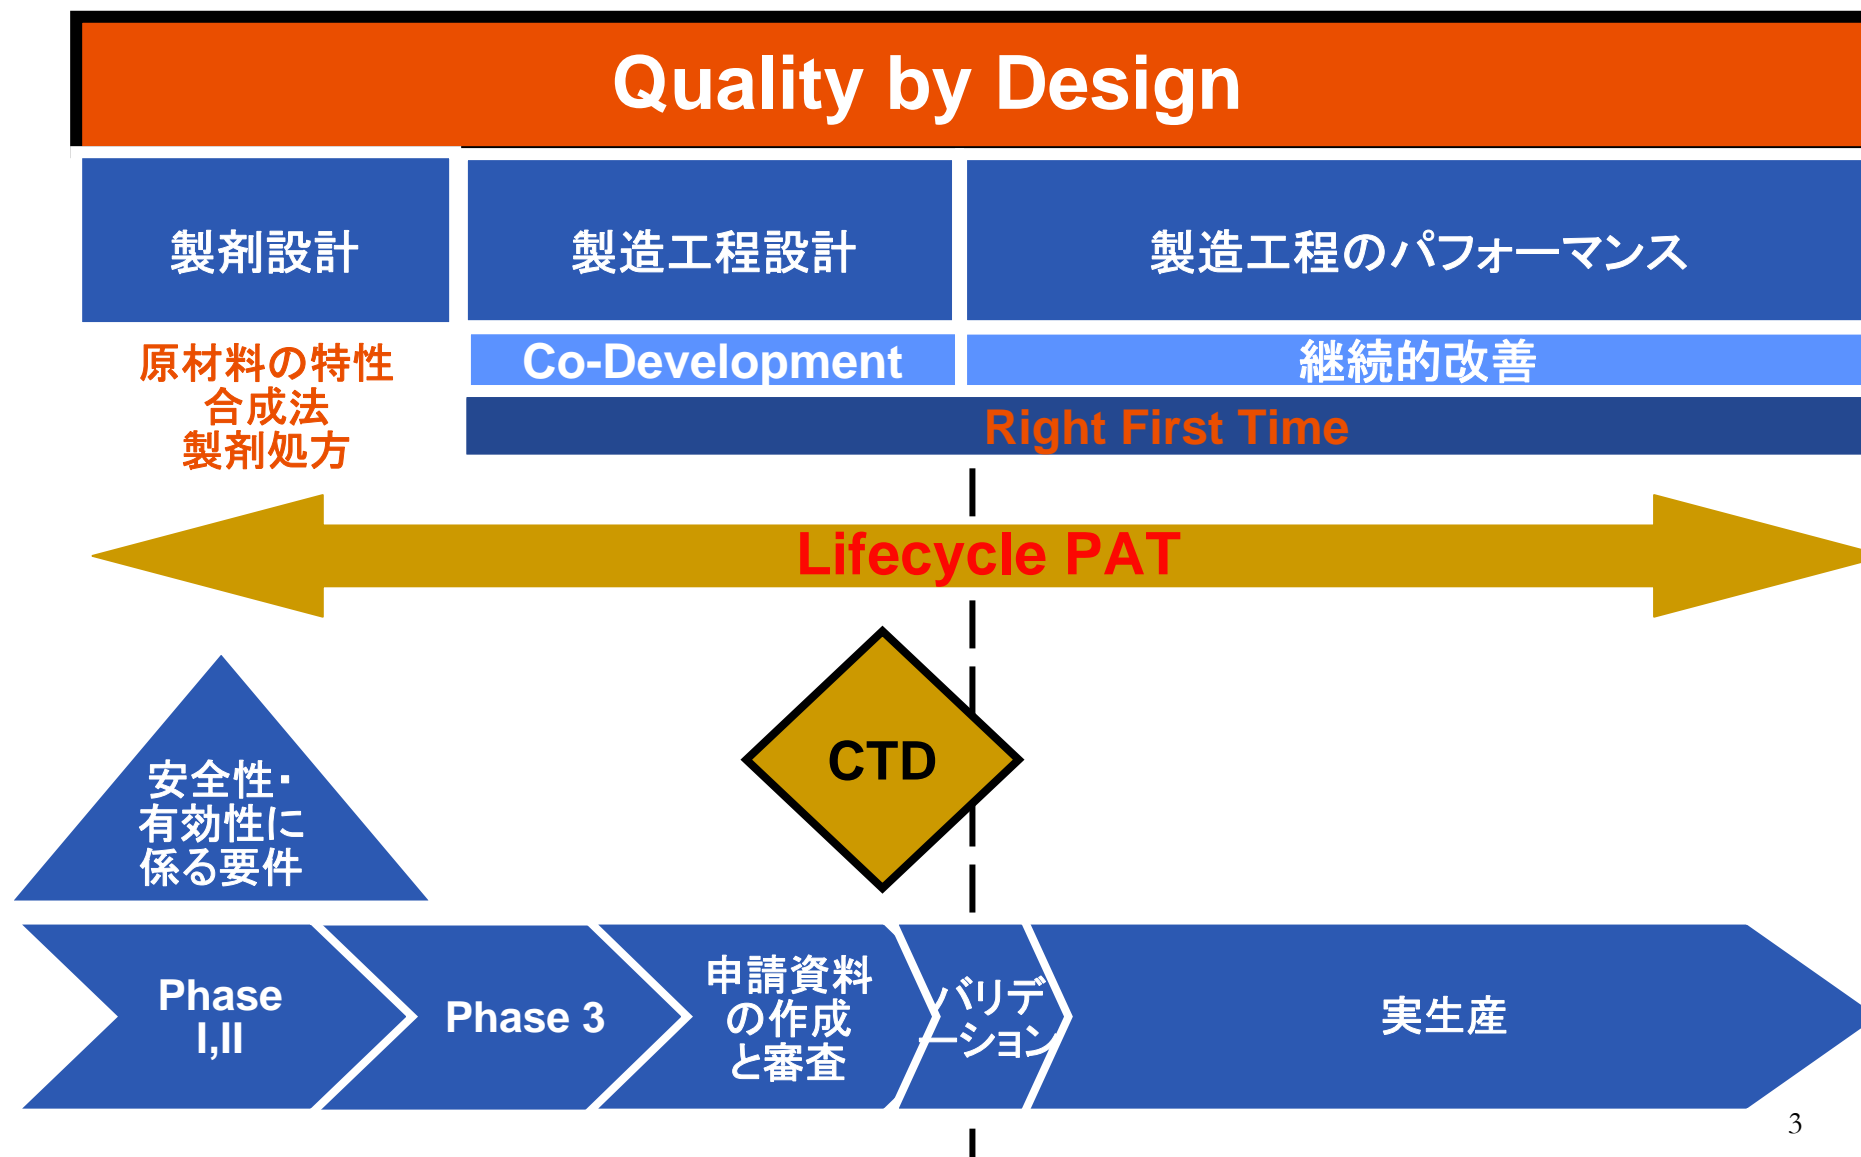 Quality by Design
製剤設計
製造工程設計
製造工程のパフォーマンス
原材料の特性
合成法
製剤処方
Co-Development
継続的改善
Right First Time
Lifecycle PAT
CTD
安全性・
有効性に
係る要件
Phase
I,II
Phase 3
申請資料
の作成
と審査
バリデ
ーション
実生産
3